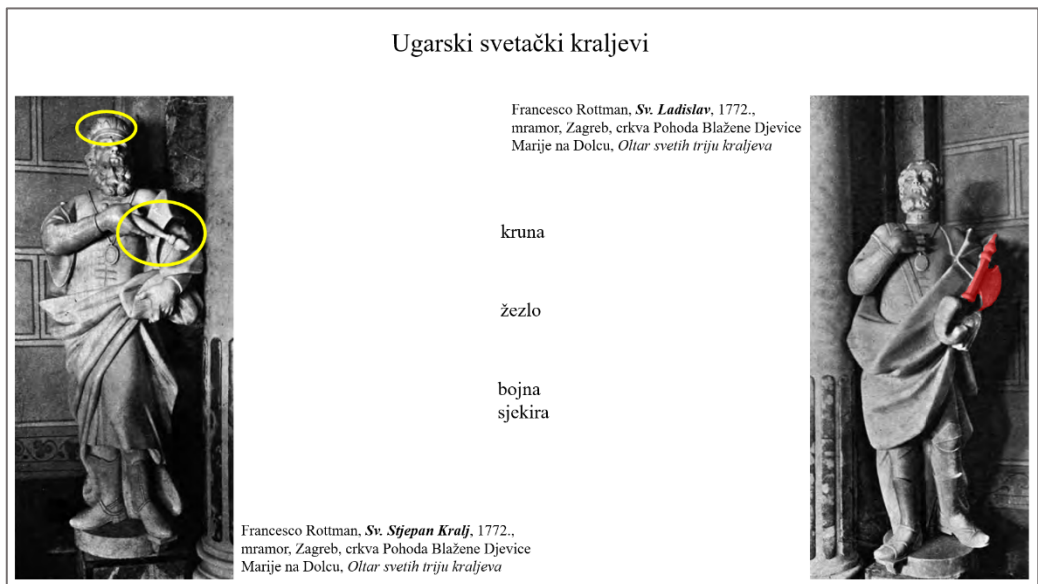 Ugarski svetački kraljevi
Francesco Rottman, Sv. Ladislav, 1772.,
mramor, Zagreb, crkva Pohoda Blažene Djevice
Marije na Dolcu, Oltar svetih triju kraljeva
kruna
žezlo
bojna
sjekira
Francesco Rottman, Sv. Stjepan Kralj, 1772.,
mramor, Zagreb, crkva Pohoda Blažene Djevice
Marije na Dolcu, Oltar svetih triju kraljeva